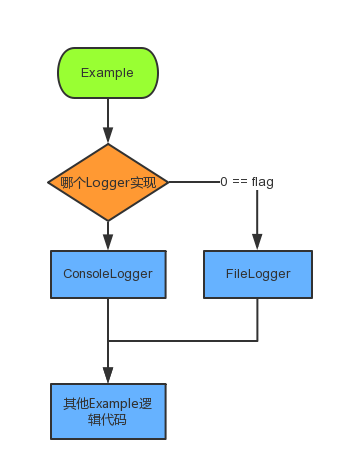 Example
哪个Logger实现
0 == flag
ConsoleLogger
FileLogger
其他Example逻
辑代码